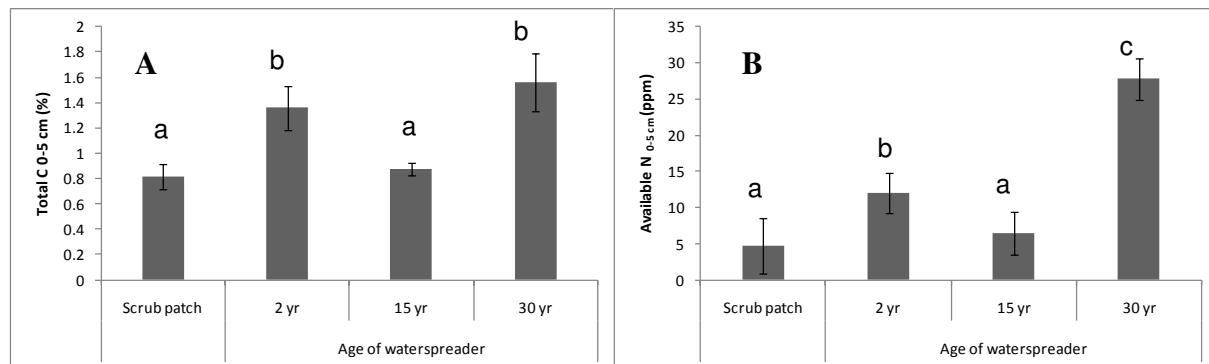 A
Total C 0-5 cm (%)
2
1.8
1.6
1.4
1.2
1
0.8
0.6
0.4
0.2
0
a
b
a
b
Scrub patch
2 yr
15 yr
30 yr
Age of waterspreader
B
Available N 0-5 cm (ppm)
35
30
25
20
15
10
5
0
a
b
a
c
Scrub patch
2 yr
15 yr
30 yr
Age of waterspreader